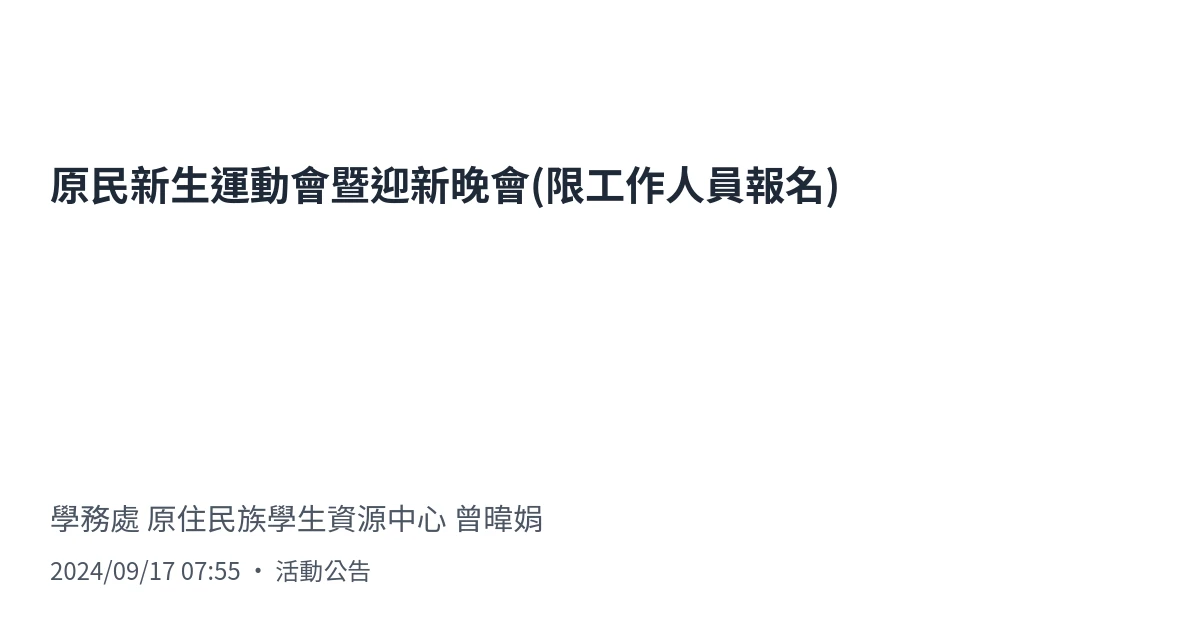 原民新生運動會暨迎新晚會(限工作人員報名)
學務處 原住民族學生資源中心 曾暐娟
2024/09/17 07:55 • 活動公告